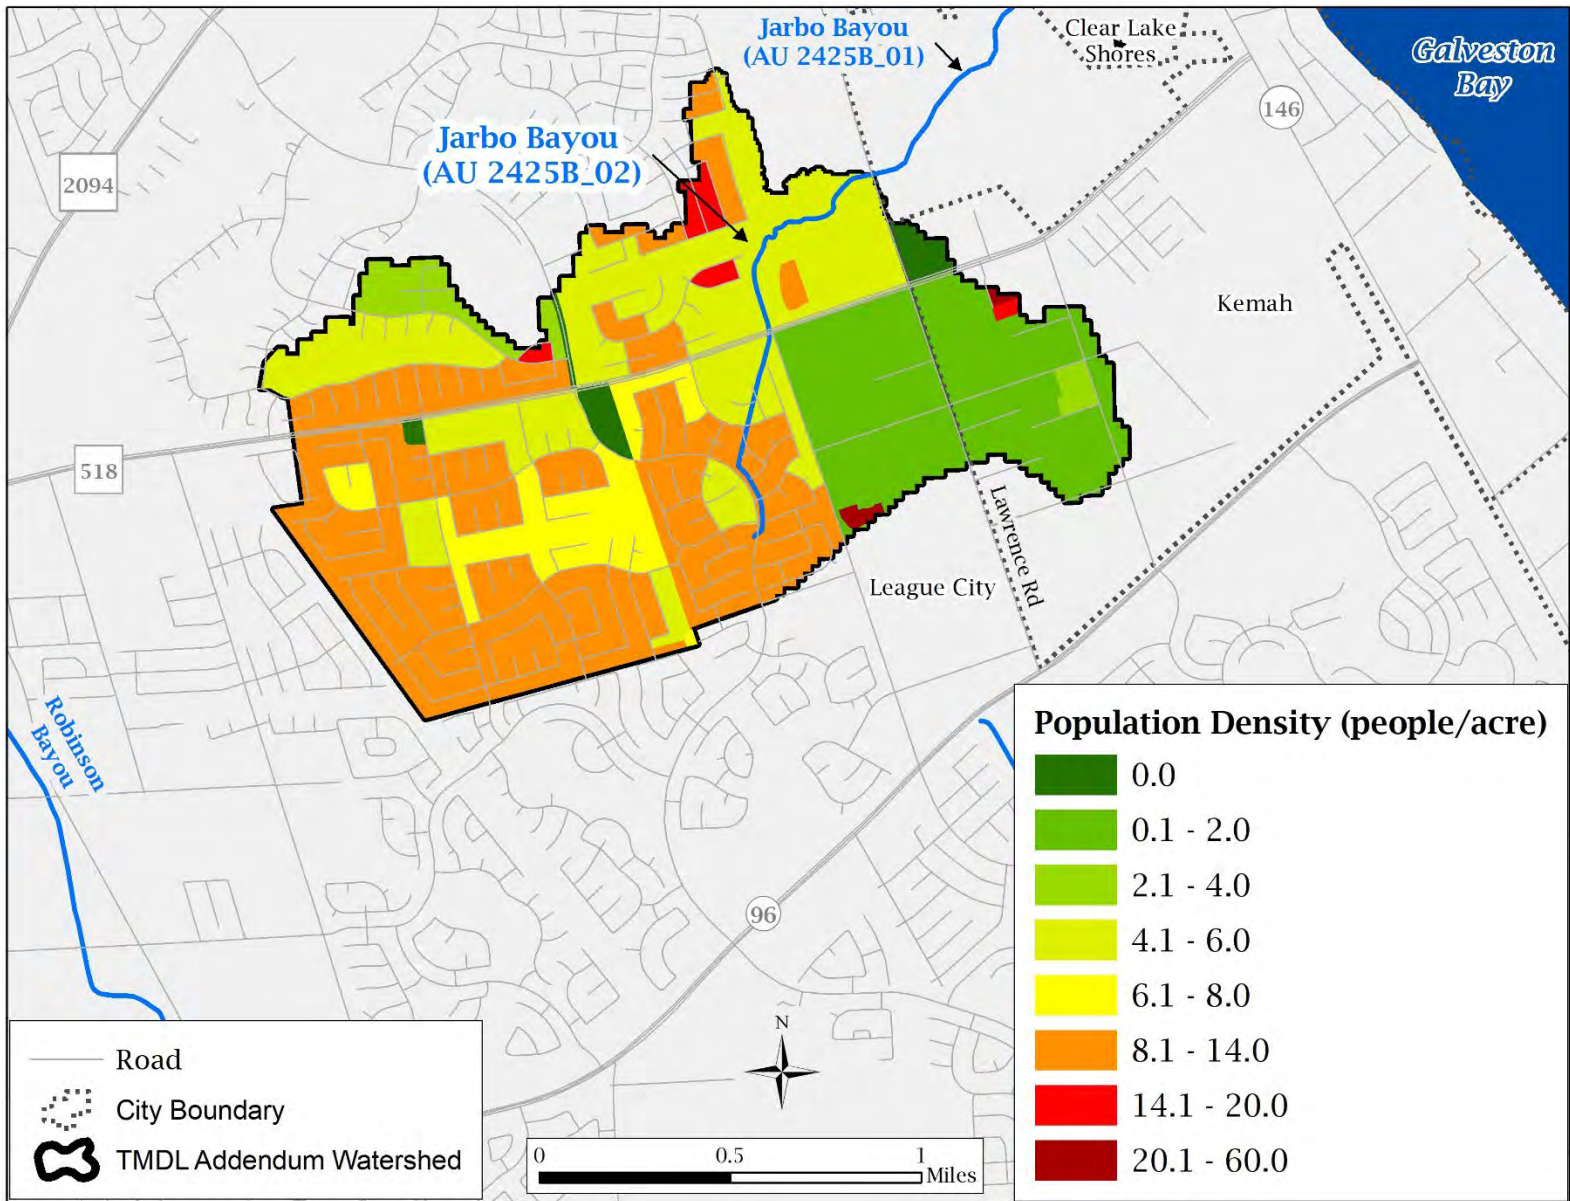 Jarbo Bayou
(AU 2425B_01)
Clear Lake
Shores
Galveston
Bay
146
Jarbo Bayou
(AU 2425B_02)
2094
Kemah
518
Lawrence Rd
League City
Robinson
Bayou
96
Population Density (people/acre)
0.0
0.1 - 2.0
2.1 - 4.0
4.1 - 6.0
6.1 - 8.0
8.1 - 14.0
14.1 - 20.0
20.1 - 60.0
N
Road
City Boundary
TMDL Addendum Watershed
0 0.5 1
Miles